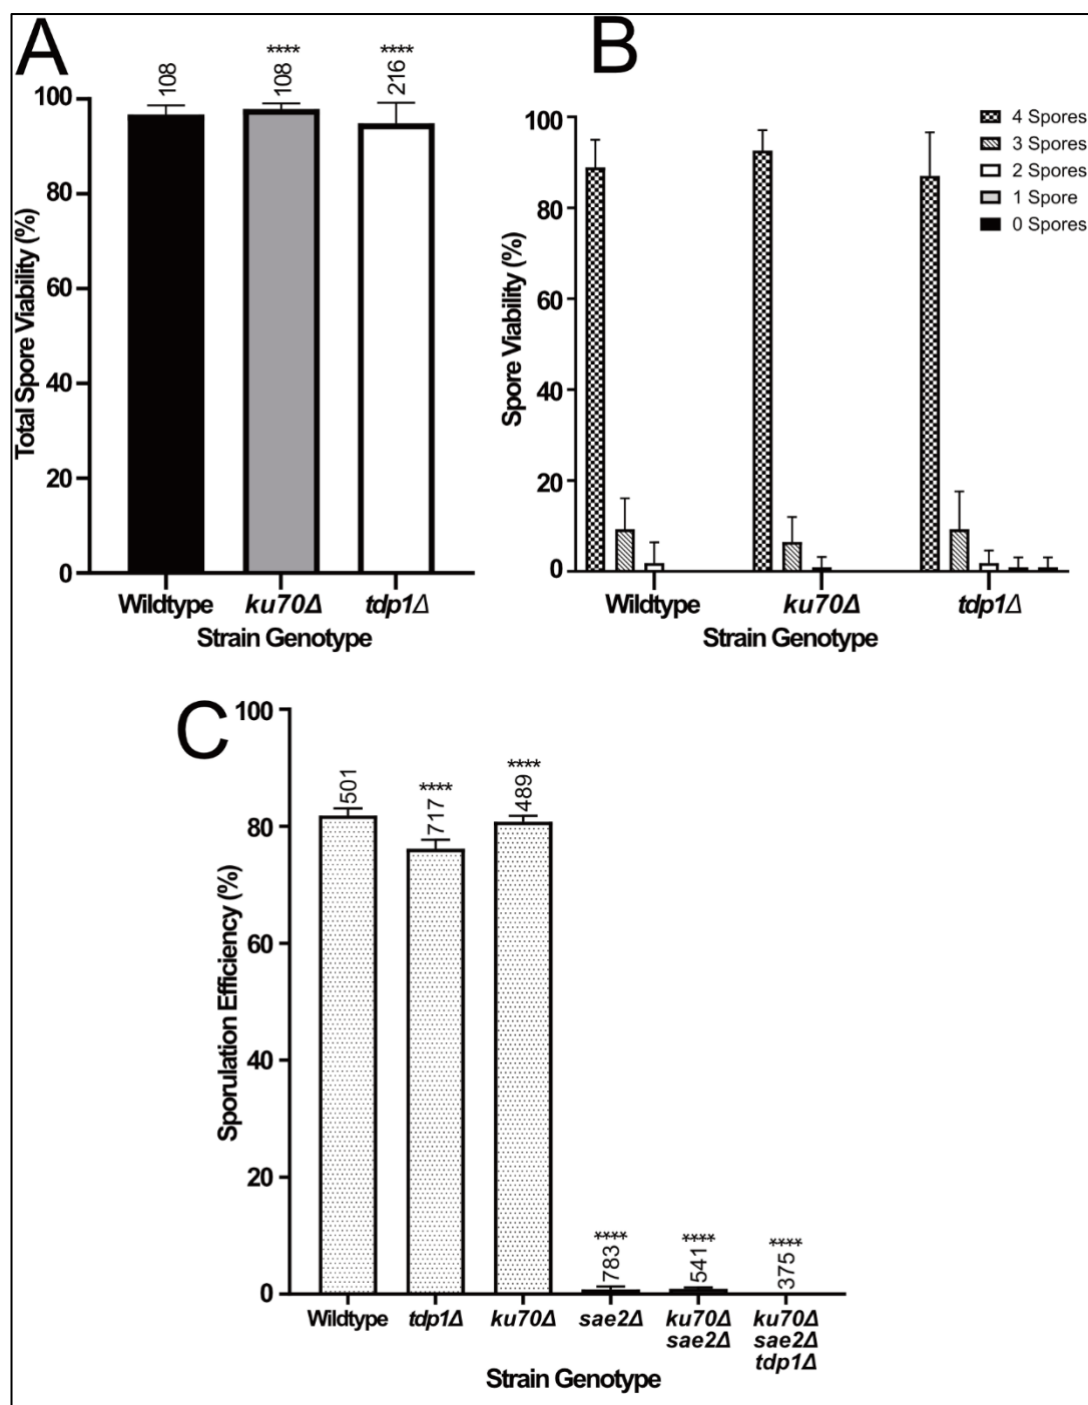 A
****
****
108
108
216
100
80
60
40
20
0
Total Spore Viability (%)
Wildtype
ku70Δ
tdp1Δ
Strain Genotype
B
4 Spores
3 Spores
2 Spores
1 Spore
0 Spores
100
80
60
40
20
0
Spore Viability (%)
Wildtype
ku70Δ
tdp1Δ
Strain Genotype
C
100
80
60
40
20
0
Sporulation Efficiency (%)
501
****
717
****
489
****
783
****
541
****
375
Wildtype
tdp1Δ
ku70Δ
sae2Δ
ku70Δ
sae2Δ
ku70Δ
sae2Δ
tdp1Δ
Strain Genotype